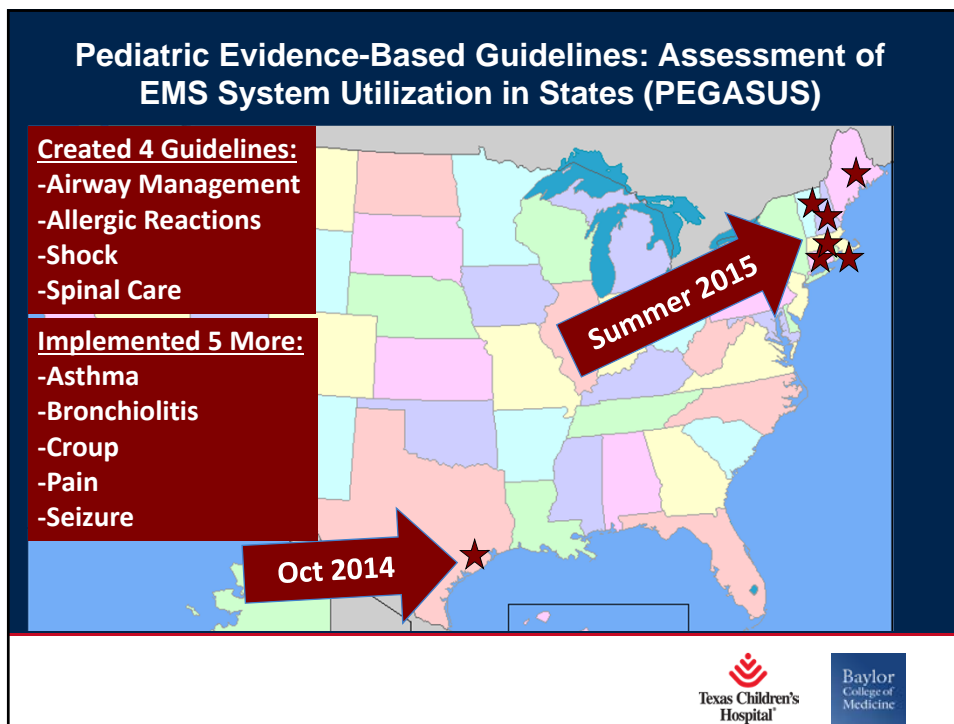 Pediatric Evidence-Based Guidelines: Assessment of
EMS System Utilization in States (PEGASUS)
Created 4 Guidelines:
-Airway Management
-Allergic Reactions
-Shock
-Spinal Care
Implemented 5 More:
-Asthma
-Bronchiolitis
-Croup
-Pain
-Seizure
Summer 2015
Oct 2014
Texas Children's
Hospital®
Baylor
College of
Medicine